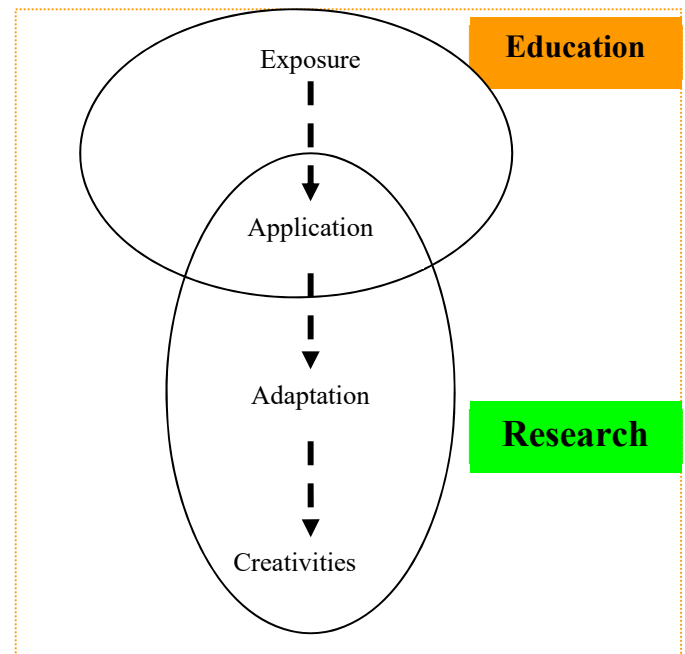 Education
Exposure
Application
Adaptation
Research
Creativities